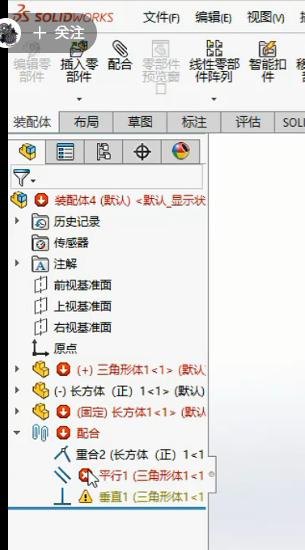 SOLIDWORKS 文件(F) 编辑(E) 视图(V)
+ 关注
编辑零部件 插入零部件 配合 零部件预览窗口 线性零部件阵列 智能扣件 移
装配体 布局 草图 标注 评估 SOL
装配体4 (默认) <默认_显示状
历史记录
传感器
注解
前视基准面
上视基准面
右视基准面
原点
(+) 三角形体1<1> (默认
(-) 长方体（正）1<1> (默认)
(固定) 长方体1<1> (默认
配合
重合2 (长方体（正）1<1
平行1 (三角形体1<1
垂直1 (三角形体1<1